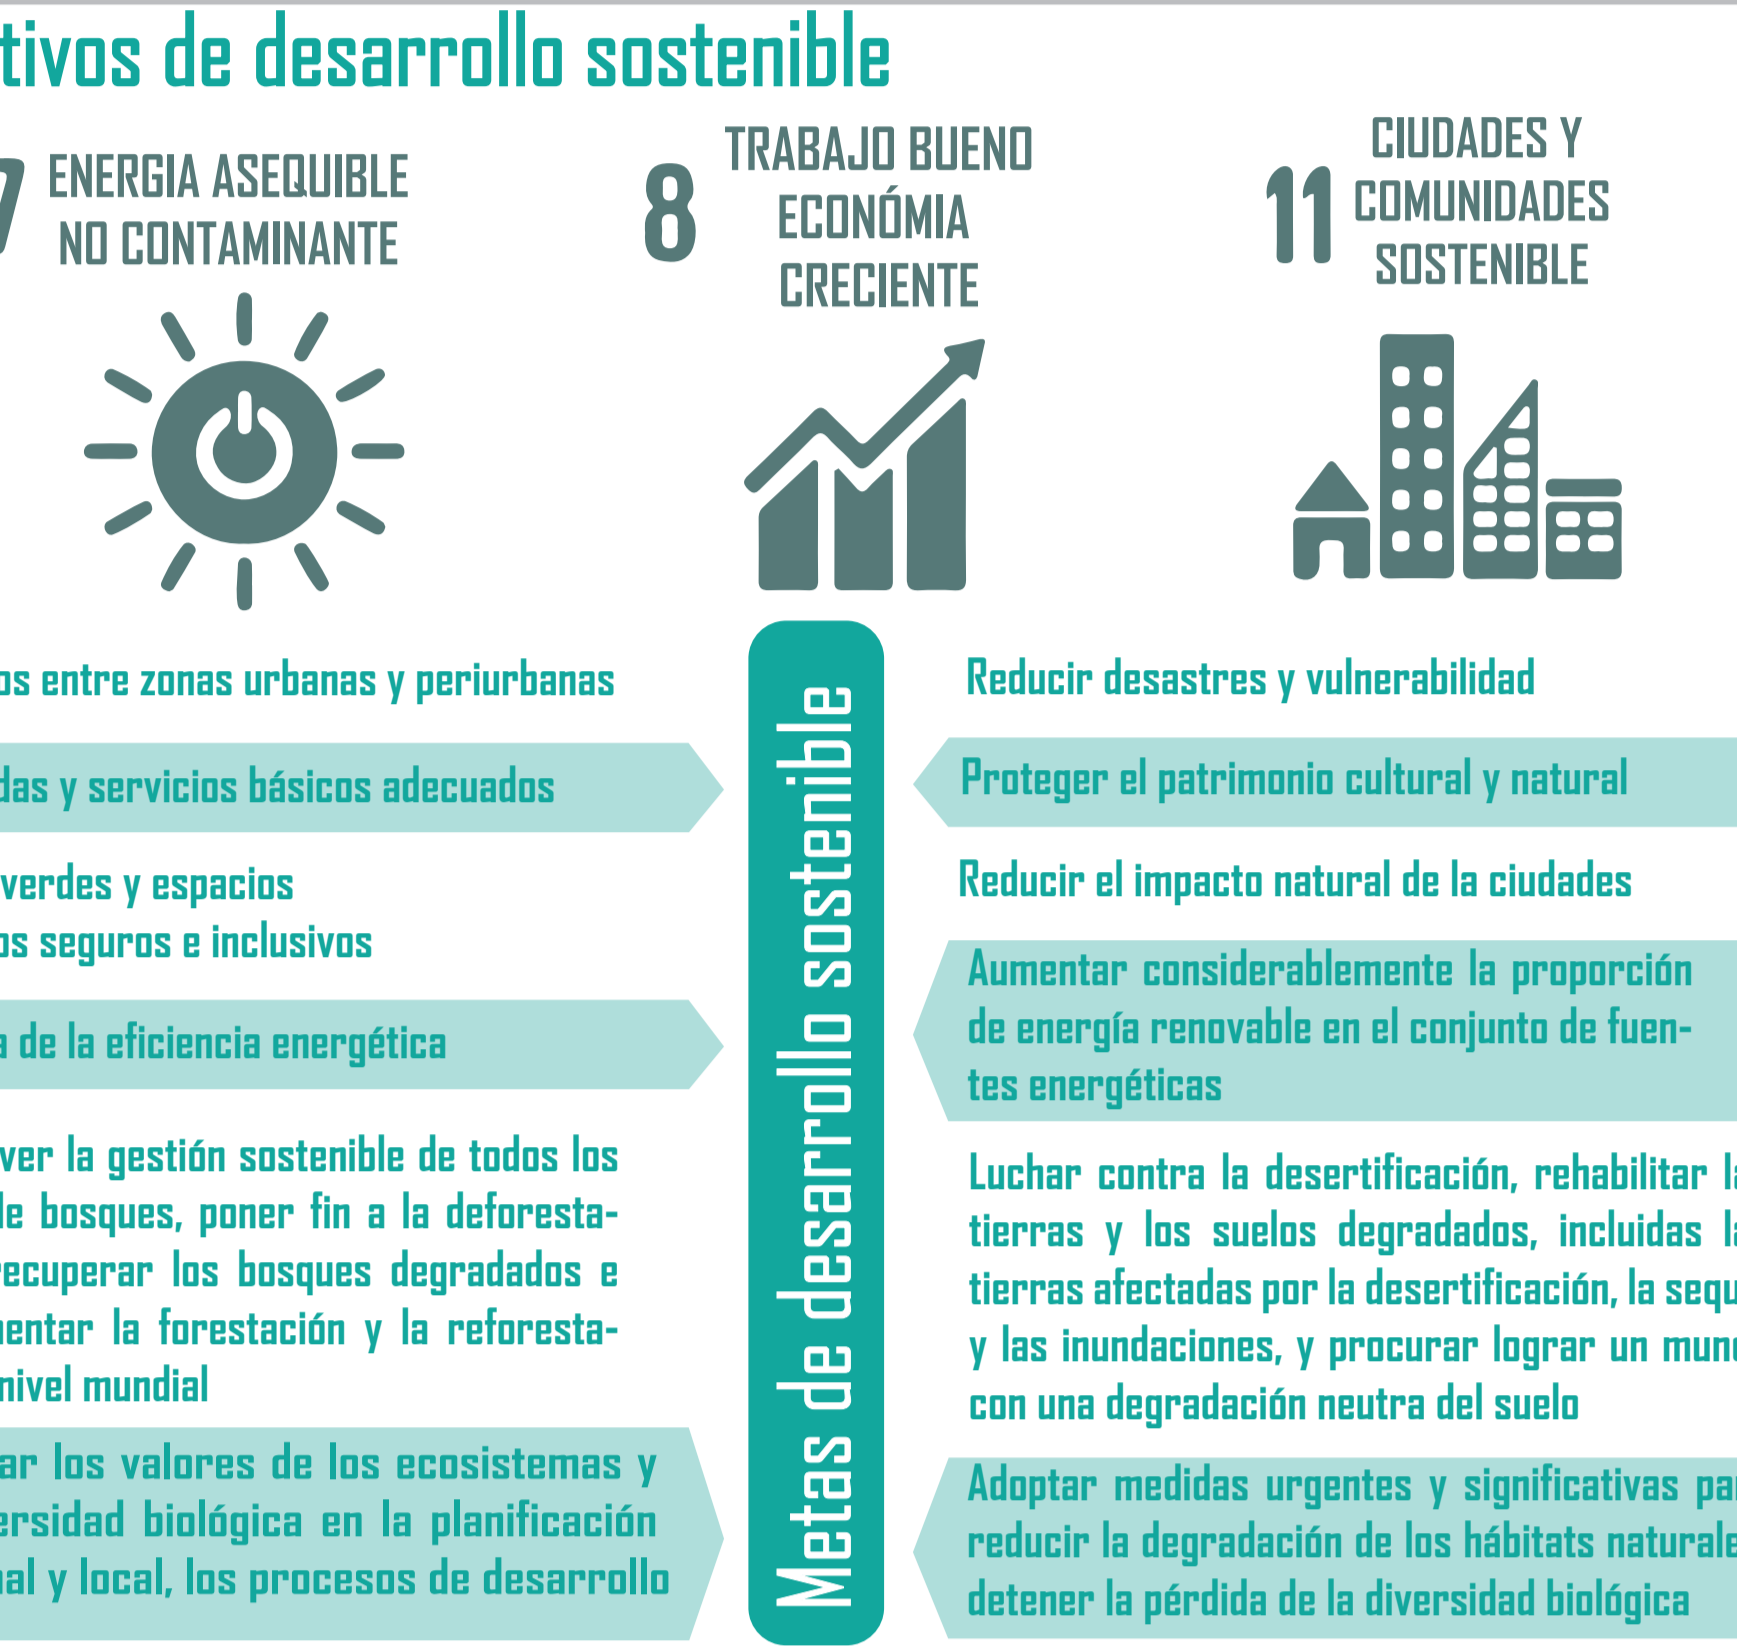 tivos de desarrollo sostenible
7
ENERGIA ASEQUIBLE
NO CONTAMINANTE
8
TRABAJO BUENO
ECONÓMIA
CRECIENTE
11
CIUDADES Y
COMUNIDADES
SOSTENIBLE
os entre zonas urbanas y periurbanas
das y servicios básicos adecuados
verdes y espacios
os seguros e inclusivos
a de la eficiencia energética
ver la gestión sostenible de todos los
de bosques, poner fin a la deforesta-
recuperar los bosques degradados e
mentar la forestación y la reforesta-
nivel mundial
ar los valores de los ecosistemas y
ersidad biológica en la planificación
nal y local, los procesos de desarrollo
Metas de desarrollo sostenible
Reducir desastres y vulnerabilidad
Proteger el patrimonio cultural y natural
Reducir el impacto natural de la ciudades
Aumentar considerablemente la proporción
de energía renovable en el conjunto de fuen-
tes energéticas
Luchar contra la desertificación, rehabilitar la
tierras y los suelos degradados, incluidas la
tierras afectadas por la desertificación, la sequ
y las inundaciones, y procurar lograr un mund
con una degradación neutra del suelo
Adoptar medidas urgentes y significativas par
reducir la degradación de los hábitats naturale
detener la pérdida de la diversidad biológica